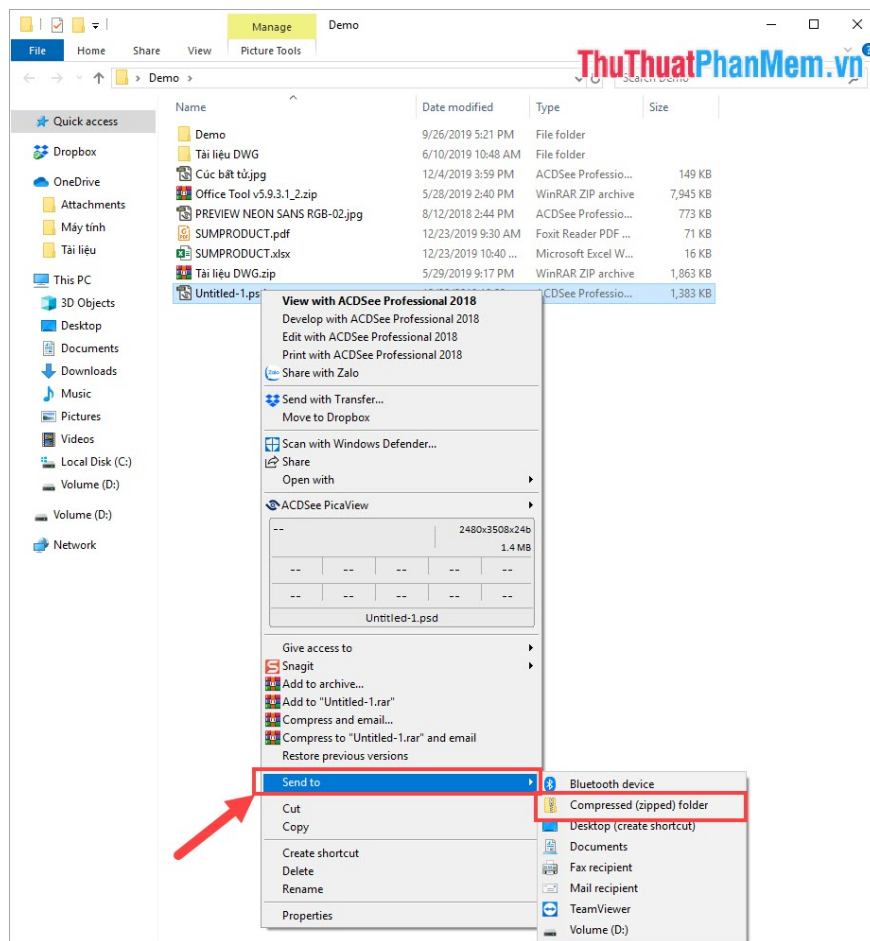 Manage
Demo
File Home Share View Picture Tools
ThuThuatPhanMem.vn
Demo
Search Demo
Name Date modified Type Size
Quick access
Dropbox
OneDrive
Attachments
Máy tính
Tài liệu
This PC
3D Objects
Desktop
Documents
Downloads
Music
Pictures
Videos
Local Disk (C:)
Volume (D:)
Volume (D:)
Network
Demo 9/26/2019 5:21 PM File folder
Tài liệu DWG 6/10/2019 10:48 AM File folder
Cúc bất tử.jpg 12/4/2019 3:59 PM ACDSee Professio... 149 KB
Office Tool v5.9.3.1_2.zip 5/28/2019 2:40 PM WinRAR ZIP archive 7,945 KB
PREVIEW NEON SANS RGB-02.jpg 8/12/2018 2:44 PM ACDSee Professio... 773 KB
SUMPRODUCT.pdf 12/23/2019 9:30 AM Foxit Reader PDF ... 71 KB
SUMPRODUCT.xlsx 12/23/2019 10:40 ... Microsoft Excel W... 16 KB
Tài liệu DWG.zip 5/29/2019 9:17 PM WinRAR ZIP archive 1,863 KB
Untitled-1.psd ACDSee Professio... 1,383 KB
View with ACDSee Professional 2018
Develop with ACDSee Professional 2018
Edit with ACDSee Professional 2018
Print with ACDSee Professional 2018
Zalo Share with Zalo
Send with Transfer...
Move to Dropbox
Scan with Windows Defender...
Share
Open with
ACDSee PicaView
-- 2480x3508x24b
1.4 MB
-- -- -- -- --
-- -- -- -- --
Untitled-1.psd
Give access to
Snagit
Add to archive...
Add to "Untitled-1.rar"
Compress and email...
Compress to "Untitled-1.rar" and email
Restore previous versions
Send to
Cut
Copy
Create shortcut
Delete
Rename
Properties
Bluetooth device
Compressed (zipped) folder
Desktop (create shortcut)
Documents
Fax recipient
Mail recipient
TeamViewer
Volume (D:)